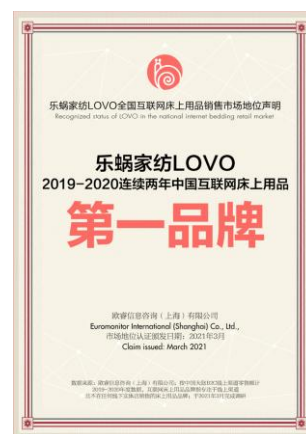 乐蜗家纺LOVO全国互联网床上用品销售市场地位声明
Recognized status of LOVO in the national internet bedding retail market
乐蜗家纺LOVO
2019-2020连续两年中国互联网床上用品
第一品牌
欧睿信息咨询（上海）有限公司
Euromonitor International (Shanghai) Co., Ltd.,
市场地位认证颁发日期：2021年3月
Claim issued: March 2021